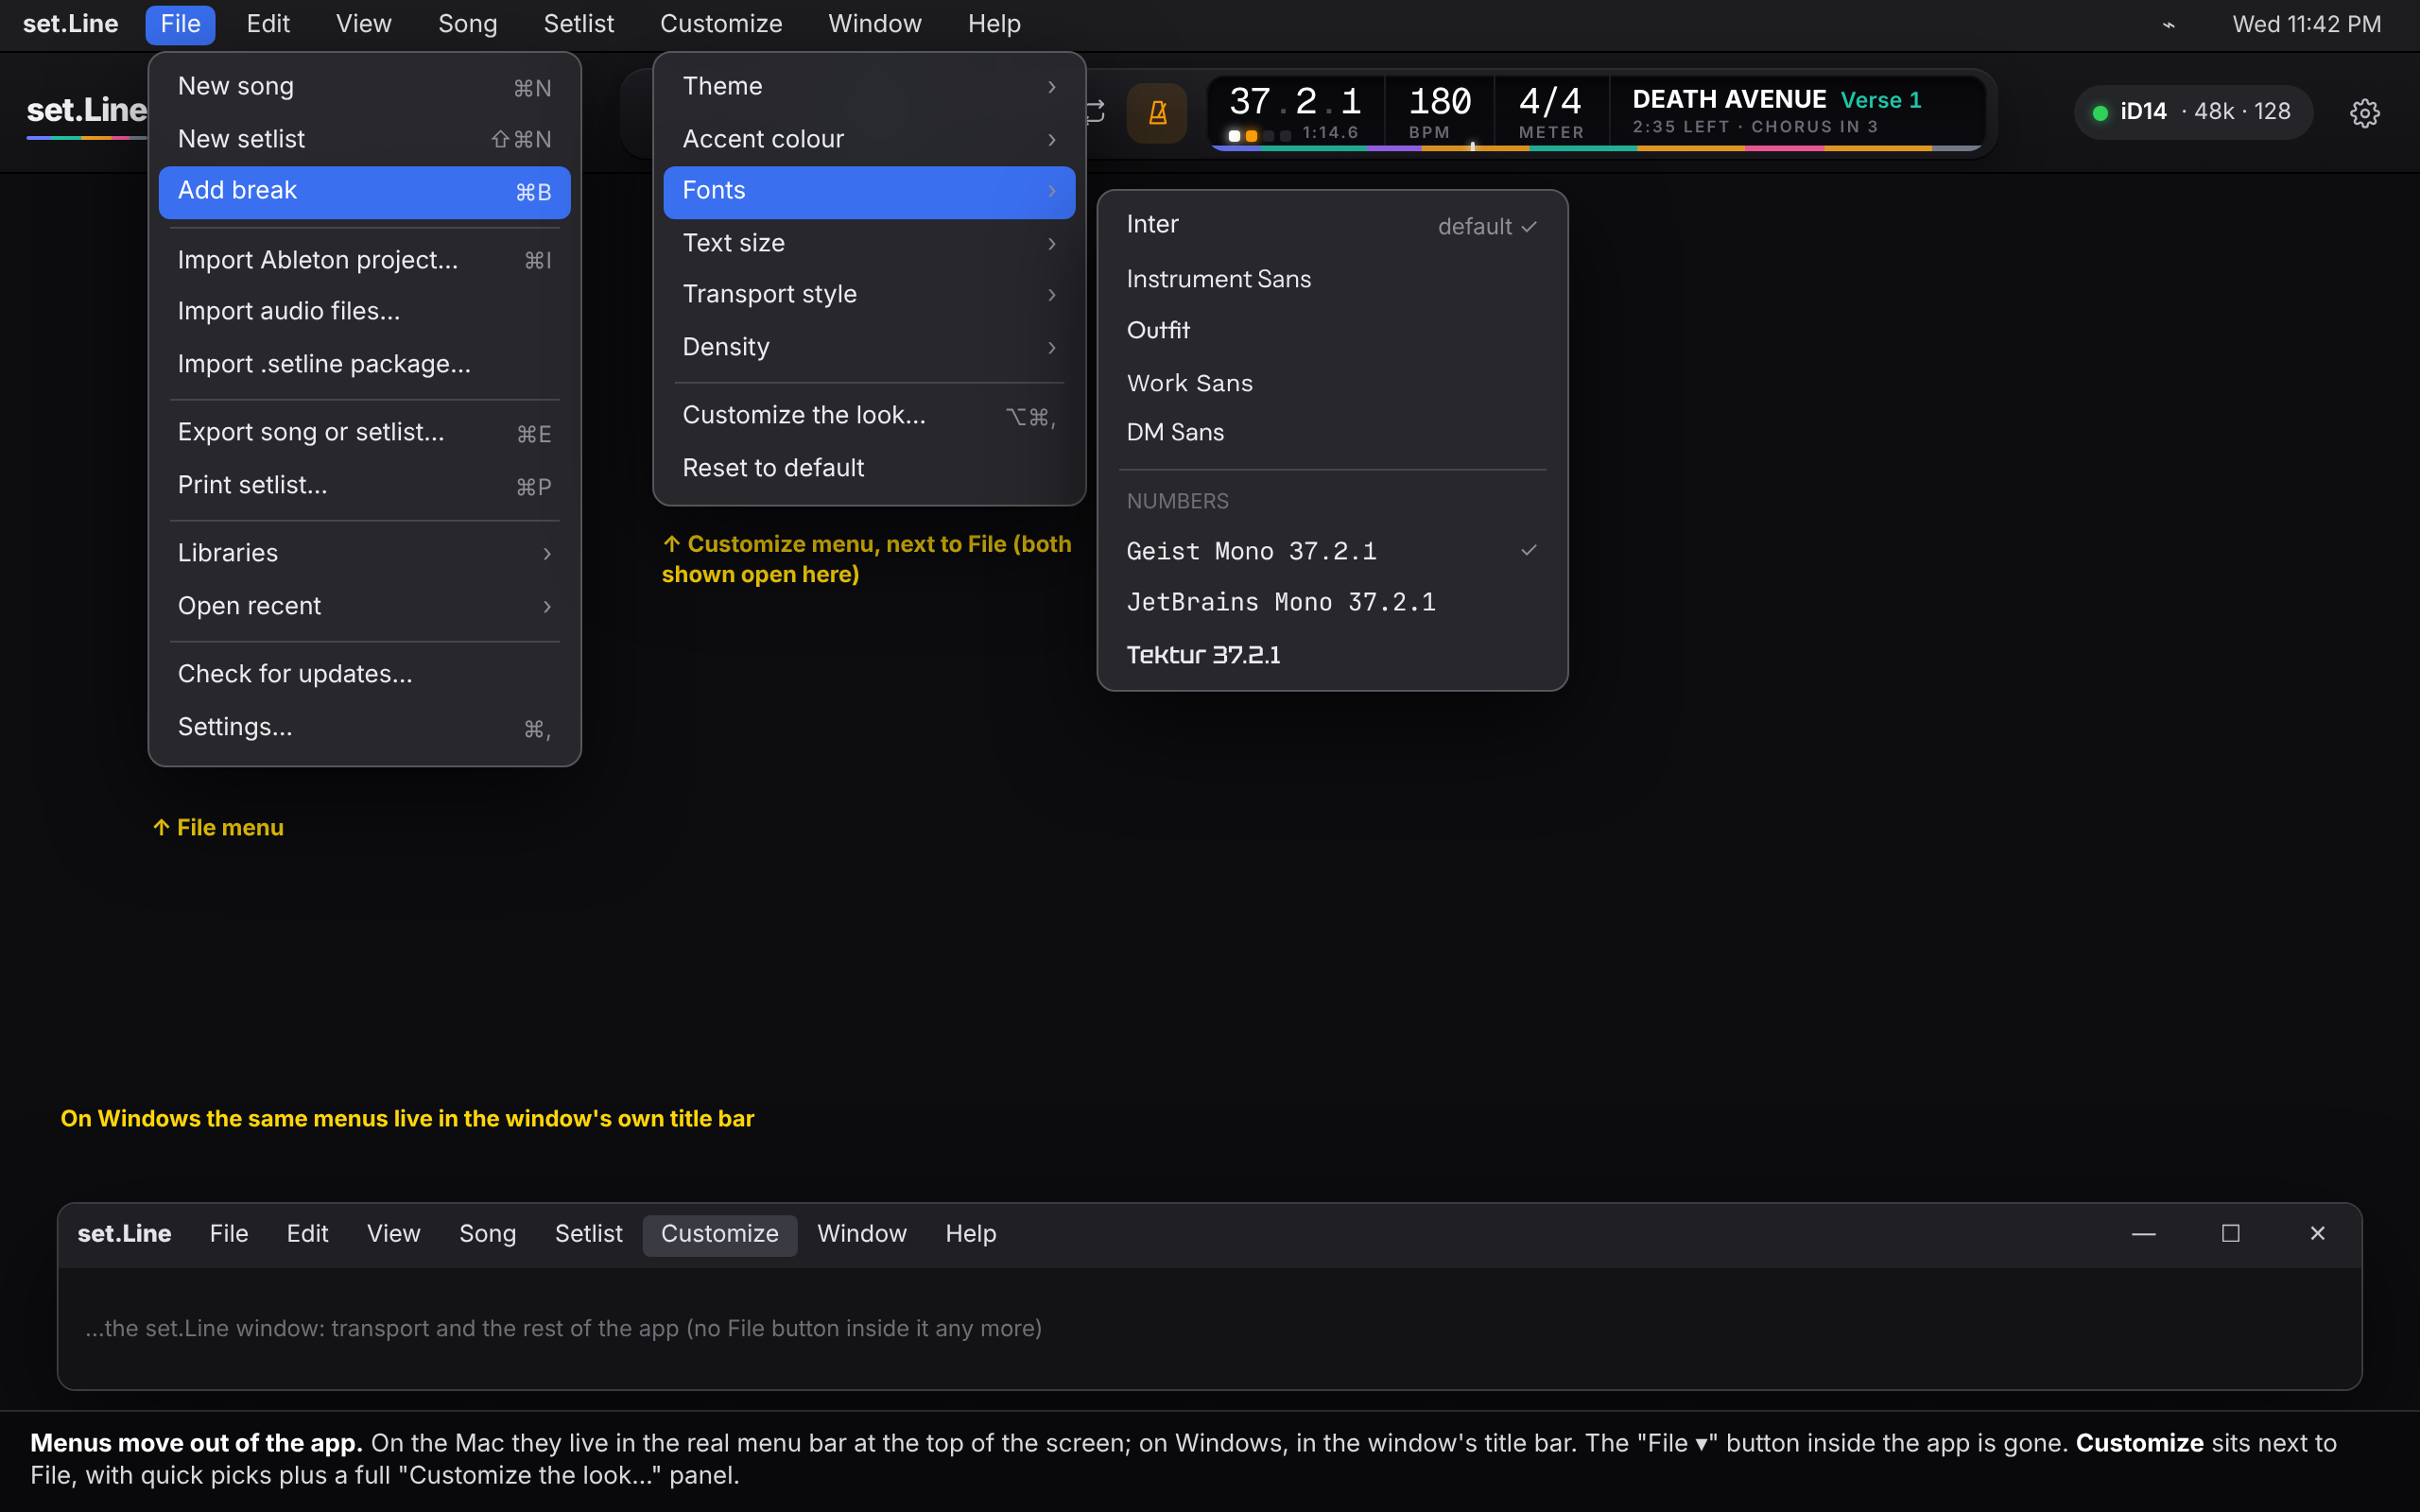 set.Line File Edit View Song Setlist Customize Window Help Wed 11:42 PM
set.Line
37.2.1 180 4/4 DEATH AVENUE Verse 1
1:14.6 BPM METER 2:35 LEFT · CHORUS IN 3
iD14 · 48k · 128
New song ⌘N
New setlist ⇧⌘N
Add break ⌘B
Import Ableton project... ⌘I
Import audio files...
Import .setline package...
Export song or setlist... ⌘E
Print setlist... ⌘P
Libraries ›
Open recent ›
Check for updates...
Settings... ⌘,
↑ File menu
Theme ›
Accent colour ›
Fonts ›
Text size ›
Transport style ›
Density ›
Customize the look... ⌥⌘,
Reset to default
↑ Customize menu, next to File (both
shown open here)
Inter default ✓
Instrument Sans
Outfit
Work Sans
DM Sans
NUMBERS
Geist Mono 37.2.1 ✓
JetBrains Mono 37.2.1
Tektur 37.2.1
On Windows the same menus live in the window's own title bar
set.Line File Edit View Song Setlist Customize Window Help
...the set.Line window: transport and the rest of the app (no File button inside it any more)
Menus move out of the app. On the Mac they live in the real menu bar at the top of the screen; on Windows, in the window's title bar. The "File ▾" button inside the app is gone. Customize sits next to
File, with quick picks plus a full "Customize the look..." panel.